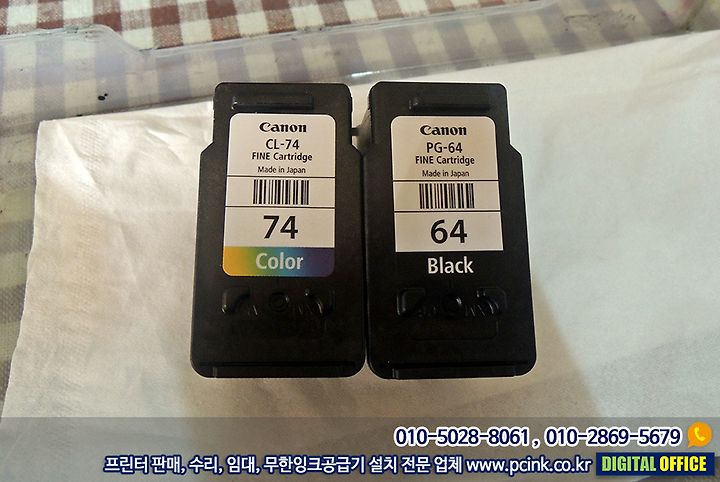 Canon
CL-74
FINE Cartridge
Made in Japan
74
Color
Canon
PG-64
FINE Cartridge
Made in Japan
64
Black
010-5028-8061, 010-2869-5679
프린터 판매, 수리, 임대, 무한잉크공급기 설치 전문 업체 www.pcink.co.kr DIGITAL OFFICE